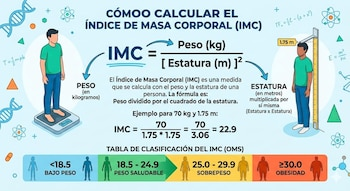 CÓMOO CALCULAR EL
ÍNDICE DE MASA CORPORAL (IMC)
IMC = Peso (kg)
[ Estatura (m) ]²
1,75 m
PESO
(en
kilogramos)
El Índice de Masa Corporal (IMC) es una medida
que se calcula con el peso y la estatura de una
persona. La fórmula es:
Peso dividido por el cuadrado de la estatura.
ESTATURA
(en metros)
multiplicada por
sí misma
(Estatura x Estatura)
Ejemplo para 70 kg y 1.75 m:
IMC = 70 / 1.75 * 1.75 = 70 / 3.06 = 22.9
TABLA DE CLASIFICACIÓN DEL IMC (OMS)
<18.5
BAJO PESO
18.5 - 24.9
PESO SALUDABLE
25.0 - 29.9
SOBREPESO
≥30.0
OBESIDAD